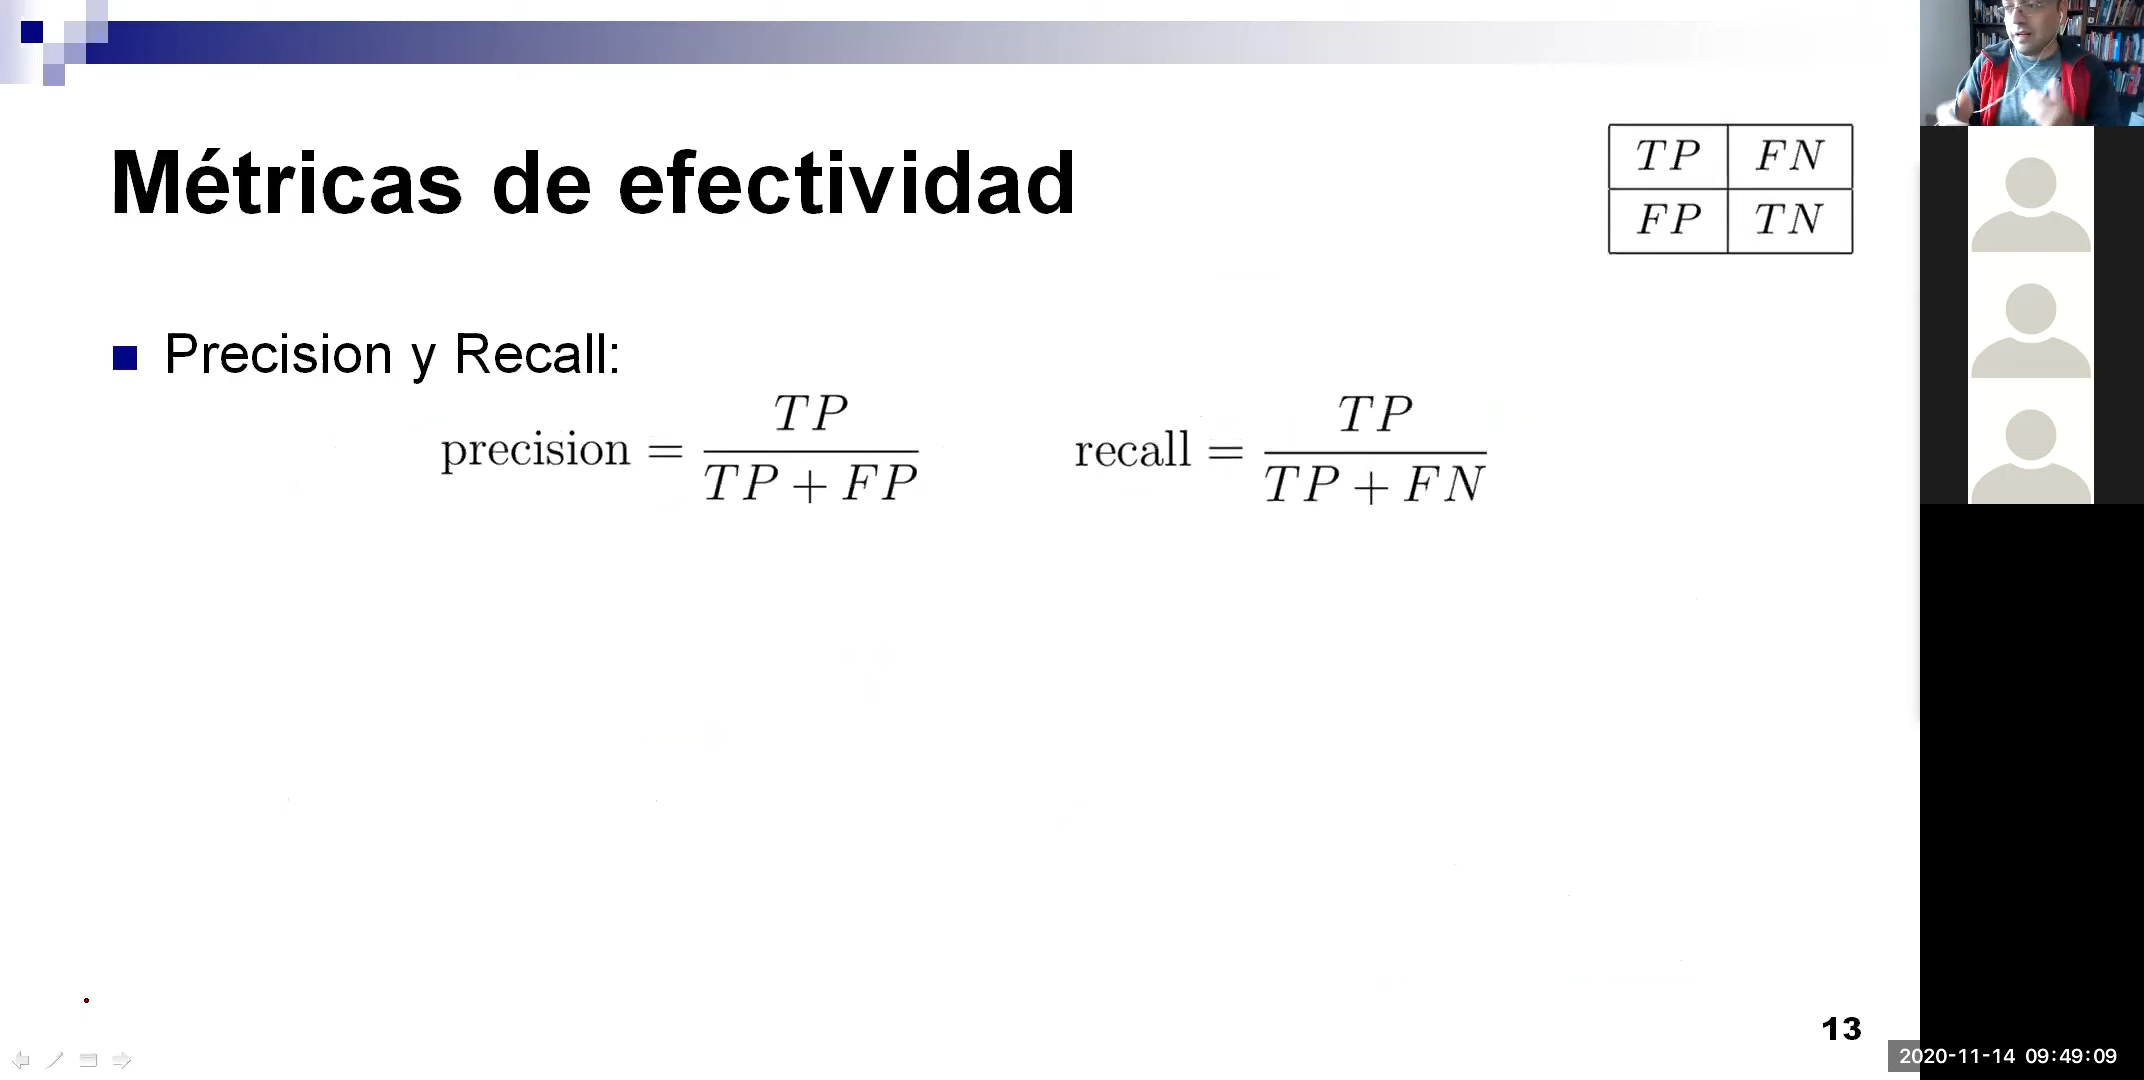 Métricas de efectividad
TP FN
FP TN
Precision y Recall:
precision = TP / TP + FP
recall = TP / TP + FN
13
2020-11-14 09:49:09